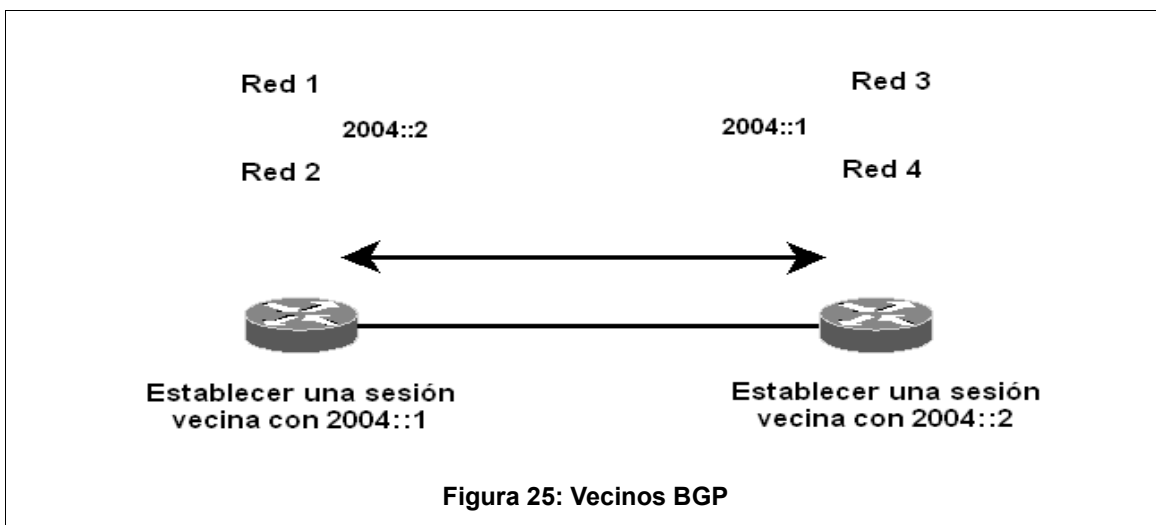 Red 1
Red 3
2004::2
2004::1
Red 2
Red 4
Establecer una sesión
vecina con 2004::1
Establecer una sesión
vecina con 2004::2
Figura 25: Vecinos BGP